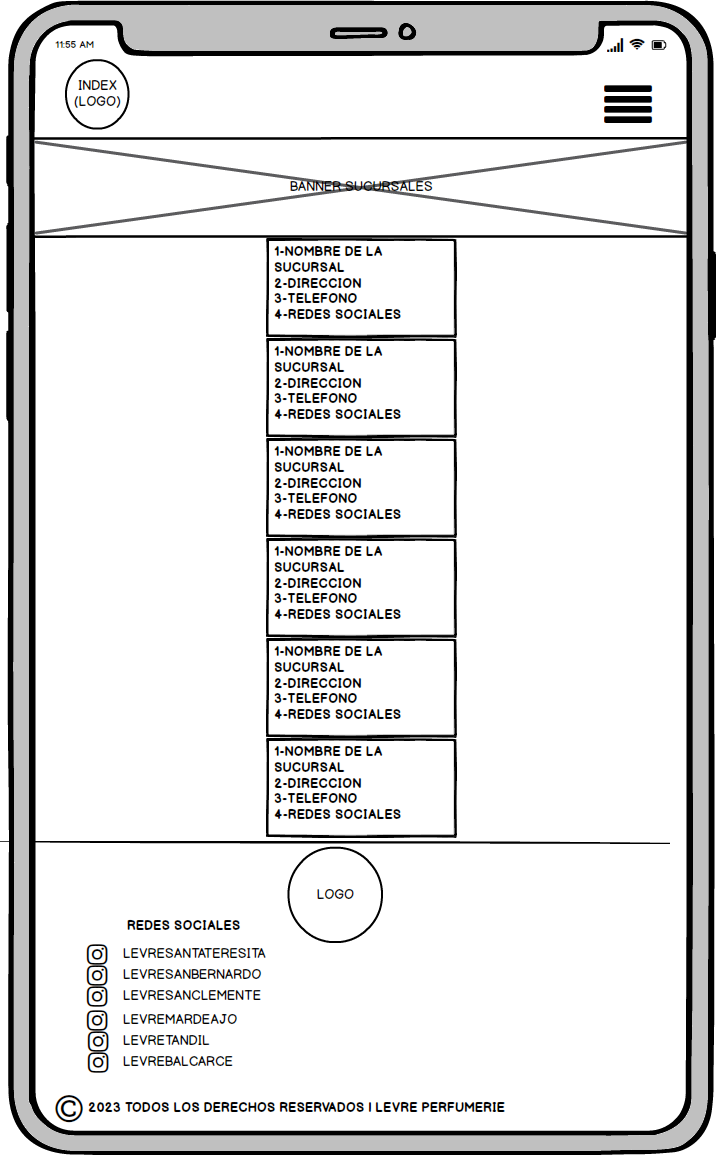 11:55 AM
INDEX
(LOGO)
BANNER SUCURSALES
1-NOMBRE DE LA
SUCURSAL
2-DIRECCION
3-TELEFONO
4-REDES SOCIALES
1-NOMBRE DE LA
SUCURSAL
2-DIRECCION
3-TELEFONO
4-REDES SOCIALES
1-NOMBRE DE LA
SUCURSAL
2-DIRECCION
3-TELEFONO
4-REDES SOCIALES
1-NOMBRE DE LA
SUCURSAL
2-DIRECCION
3-TELEFONO
4-REDES SOCIALES
1-NOMBRE DE LA
SUCURSAL
2-DIRECCION
3-TELEFONO
4-REDES SOCIALES
1-NOMBRE DE LA
SUCURSAL
2-DIRECCION
3-TELEFONO
4-REDES SOCIALES
LOGO
REDES SOCIALES
LEVRESANTATERESITA
LEVRESANBERNARDO
LEVRESANCLEMENTE
LEVREMARDEAJO
LEVRETANDIL
LEVREBALCARCE
© 2023 TODOS LOS DERECHOS RESERVADOS | LEVRE PERFUMERIE